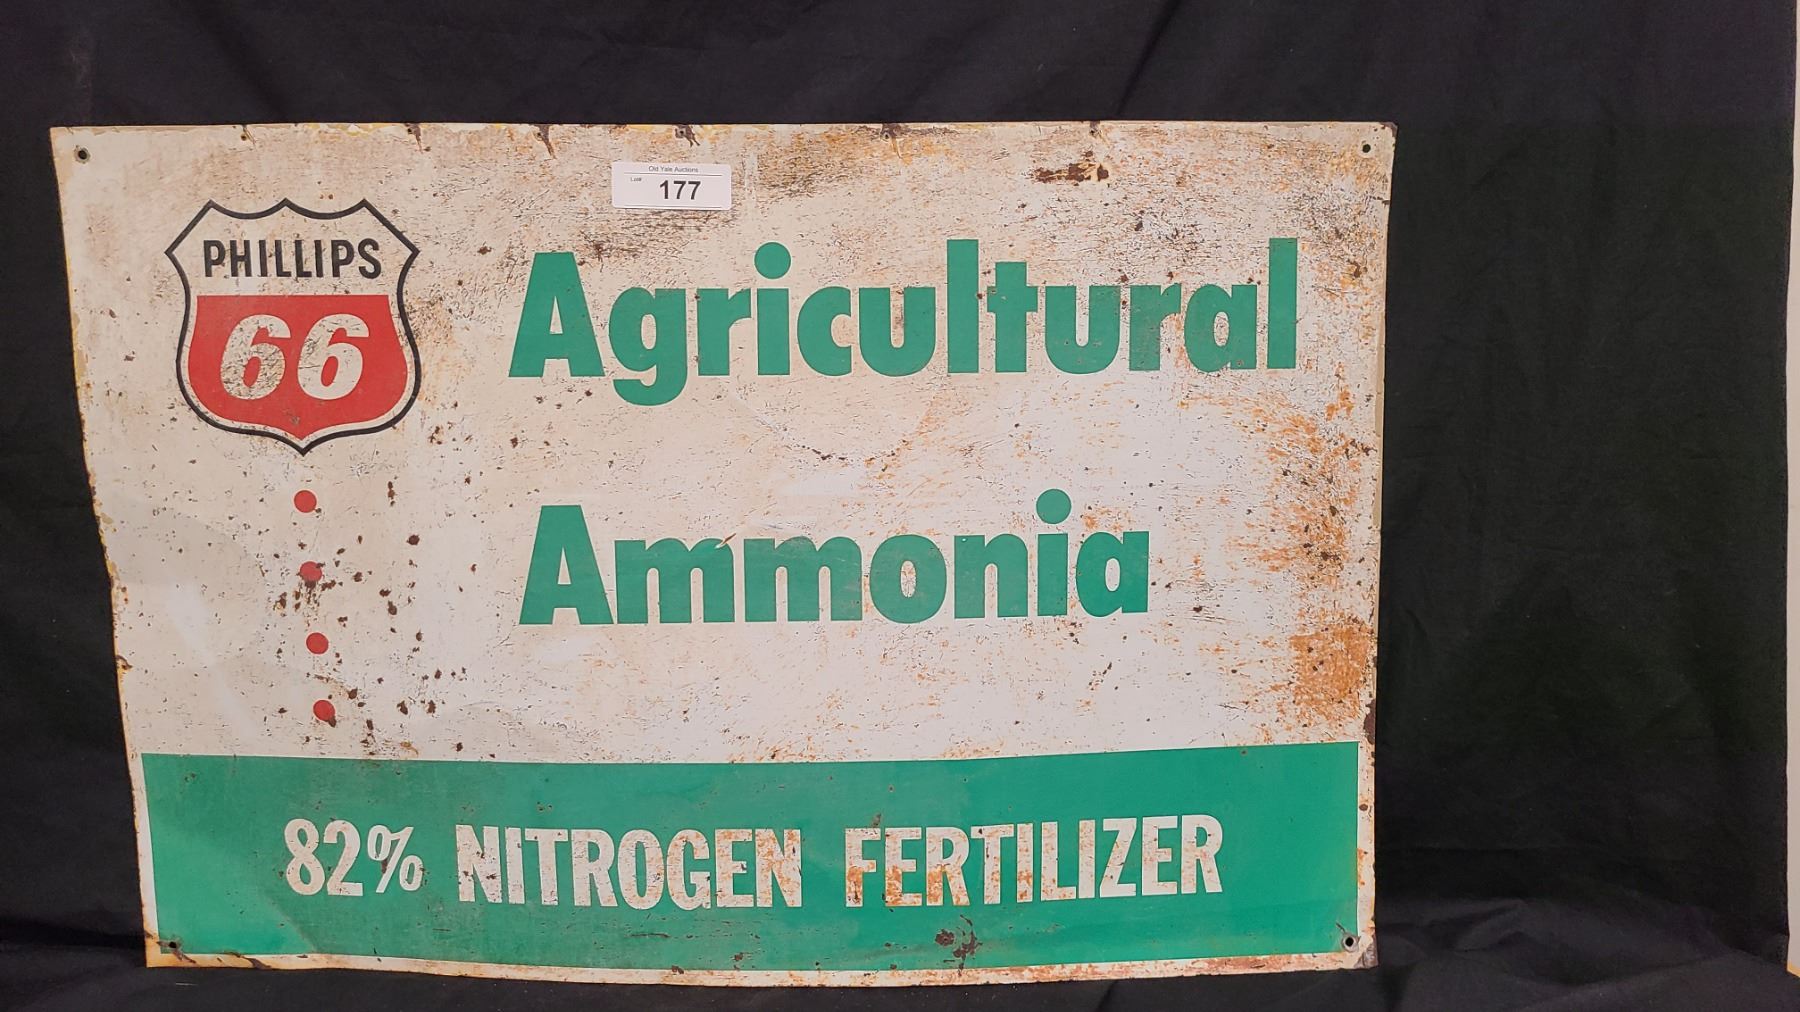 Old Yale Auctions
Lot# 177
PHILLIPS
66
Agricultural
Ammonia
82% NITROGEN FERTILIZER